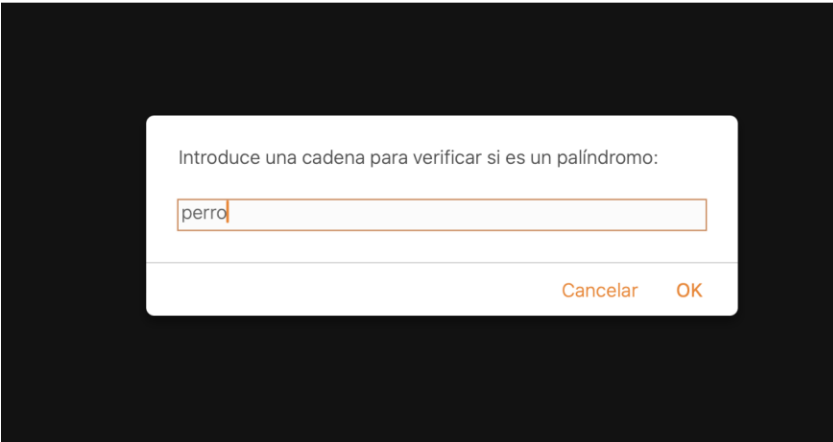 Introduce una cadena para verificar si es un palíndromo:
perro
Cancelar OK